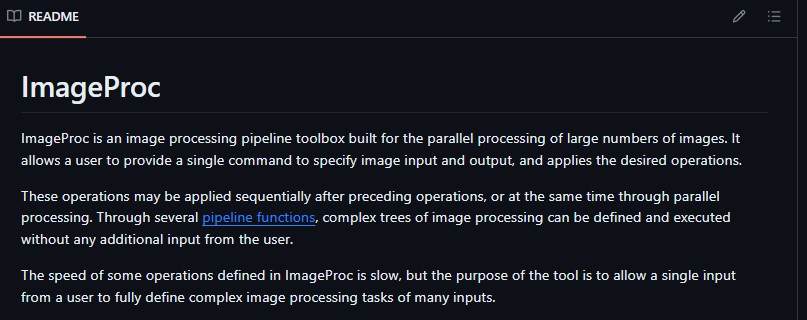 README
ImageProc
ImageProc is an image processing pipeline toolbox built for the parallel processing of large numbers of images. It
allows a user to provide a single command to specify image input and output, and applies the desired operations.
These operations may be applied sequentially after preceding operations, or at the same time through parallel
processing. Through several pipeline functions, complex trees of image processing can be defined and executed
without any additional input from the user.
The speed of some operations defined in ImageProc is slow, but the purpose of the tool is to allow a single input
from a user to fully define complex image processing tasks of many inputs.